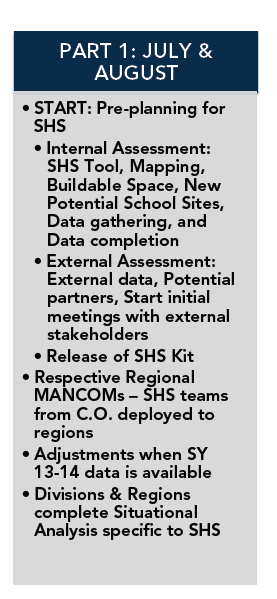 PART 1: JULY &
AUGUST
• START: Pre-planning for
SHS
• Internal Assessment:
SHS Tool, Mapping,
Buildable Space, New
Potential School Sites,
Data gathering, and
Data completion
• External Assessment:
External data, Potential
partners, Start initial
meetings with external
stakeholders
• Release of SHS Kit
• Respective Regional
MANCOMs – SHS teams
from C.O. deployed to
regions
• Adjustments when SY
13-14 data is available
• Divisions & Regions
complete Situational
Analysis specific to SHS